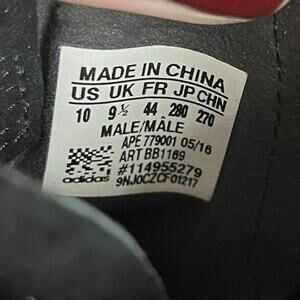 MADE IN CHINA
US UK FR JP CHN
10 9½ 44 280 270
MALE/MÂLE
APE 779001 05/16
ART BB1169
#114955279
adidas 9NJ0CZCF01217